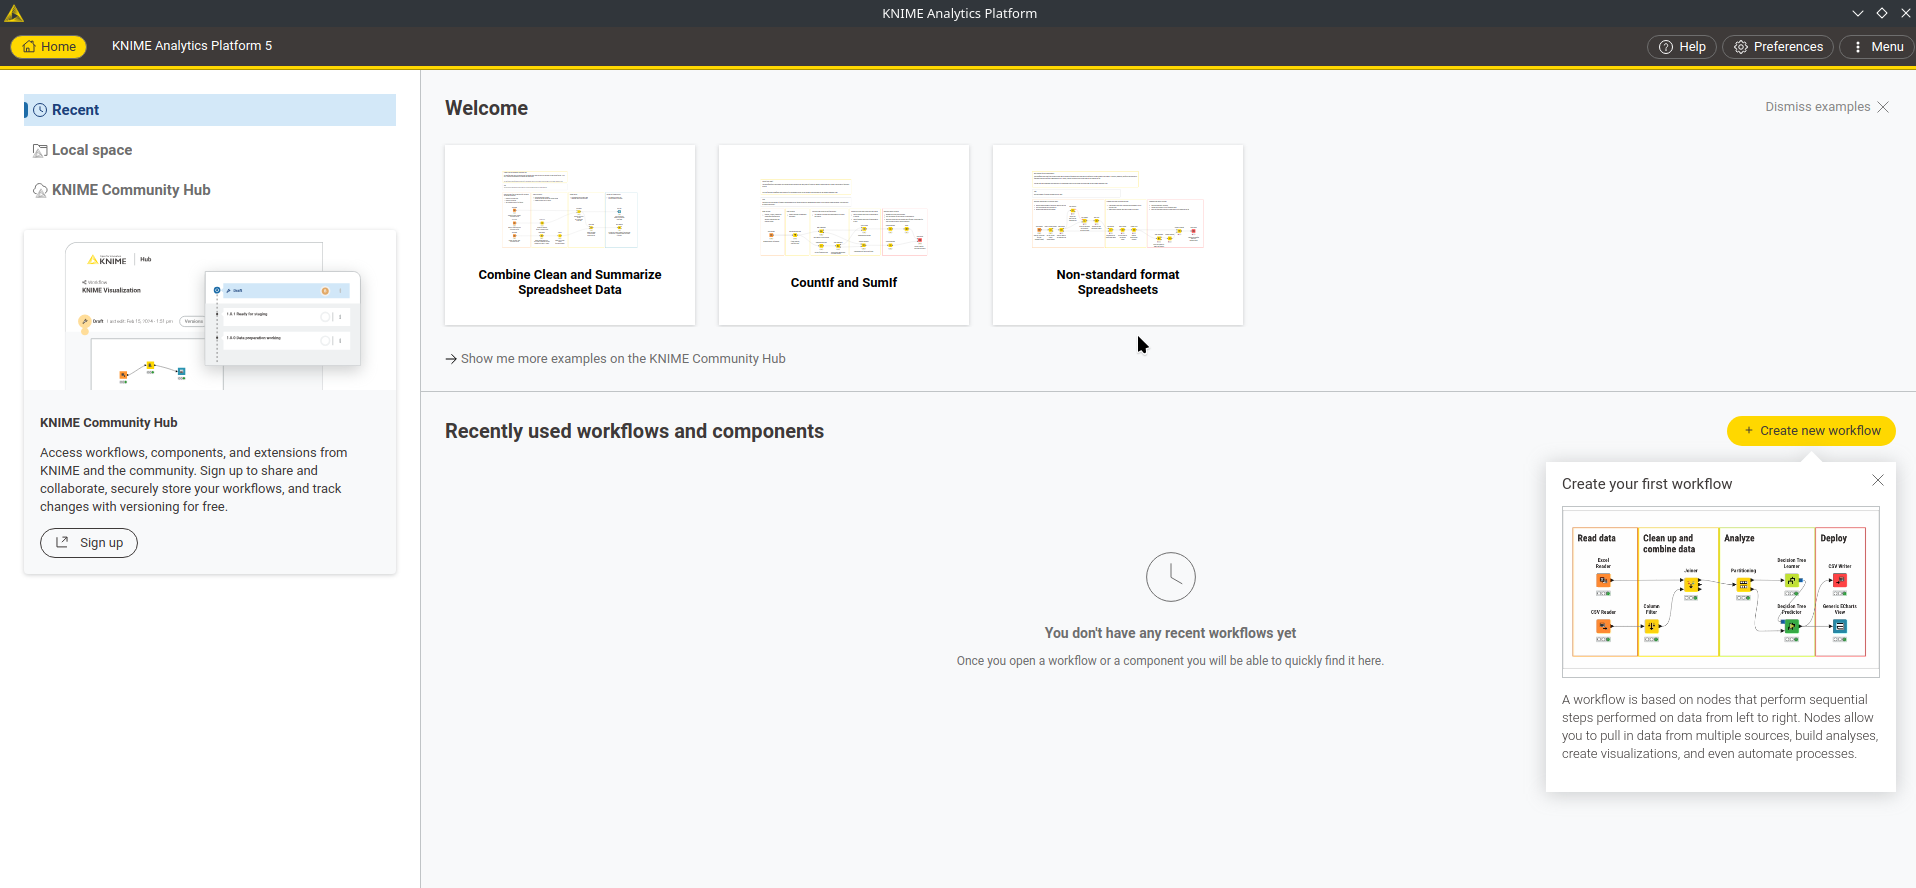 KNIME Analytics Platform
Home
KNIME Analytics Platform 5
Help
Preferences
Menu
Recent
Local space
KNIME Community Hub
KNIME
Hub
Workflow
KNIME Visualization
Draft
Versions
Draft
1.0.1 Ready for staging
1.0.0 Data preparation working
KNIME Community Hub
Access workflows, components, and extensions from
KNIME and the community. Sign up to share and
collaborate, securely store your workflows, and track
changes with versioning for free.
Sign up
Welcome
Dismiss examples
Combine Clean and Summarize
Spreadsheet Data
CountIf and SumIf
Non-standard format
Spreadsheets
Show me more examples on the KNIME Community Hub
Recently used workflows and components
+ Create new workflow
You don't have any recent workflows yet
Once you open a workflow or a component you will be able to quickly find it here.
Create your first workflow
Read data
Clean up and
combine data
Analyze
Deploy
Excel
Reader
Joiner
Partitioning
Decision Tree
Learner
CSV Writer
CSV Reader
Column
Filter
Decision Tree
Predictor
Generic ECharts
View
A workflow is based on nodes that perform sequential
steps performed on data from left to right. Nodes allow
you to pull in data from multiple sources, build analyses,
create visualizations, and even automate processes.